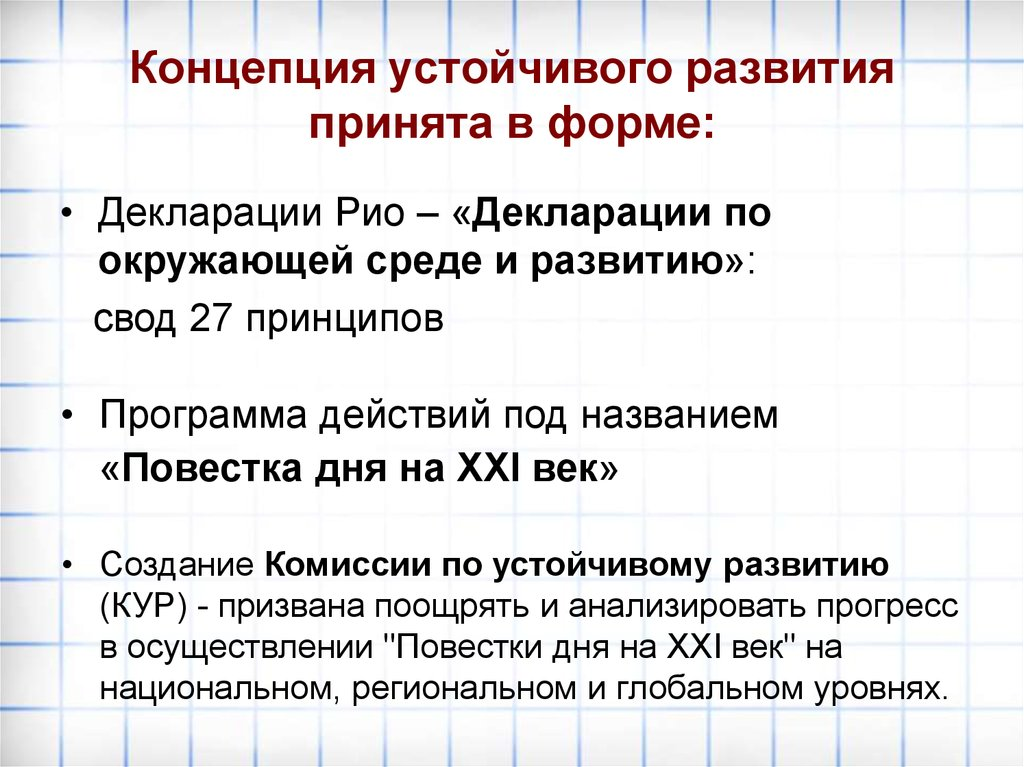 Концепция устойчивого развития
принята в форме:
• Декларации Рио – «Декларации по
окружающей среде и развитию»:
свод 27 принципов
• Программа действий под названием
«Повестка дня на XXI век»
• Создание Комиссии по устойчивому развитию
(КУР) - призвана поощрять и анализировать прогресс
в осуществлении "Повестки дня на XXI век" на
национальном, региональном и глобальном уровнях.